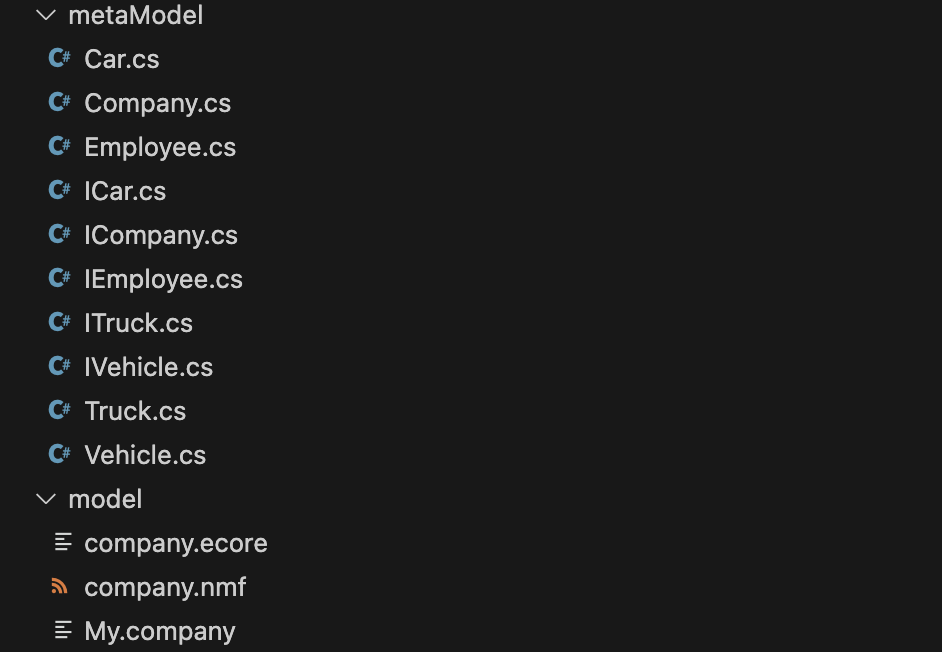 metaModel
C# Car.cs
C# Company.cs
C# Employee.cs
C# ICar.cs
C# ICompany.cs
C# IEmployee.cs
C# ITruck.cs
C# IVehicle.cs
C# Truck.cs
C# Vehicle.cs
model
company.ecore
company.nmf
My.company